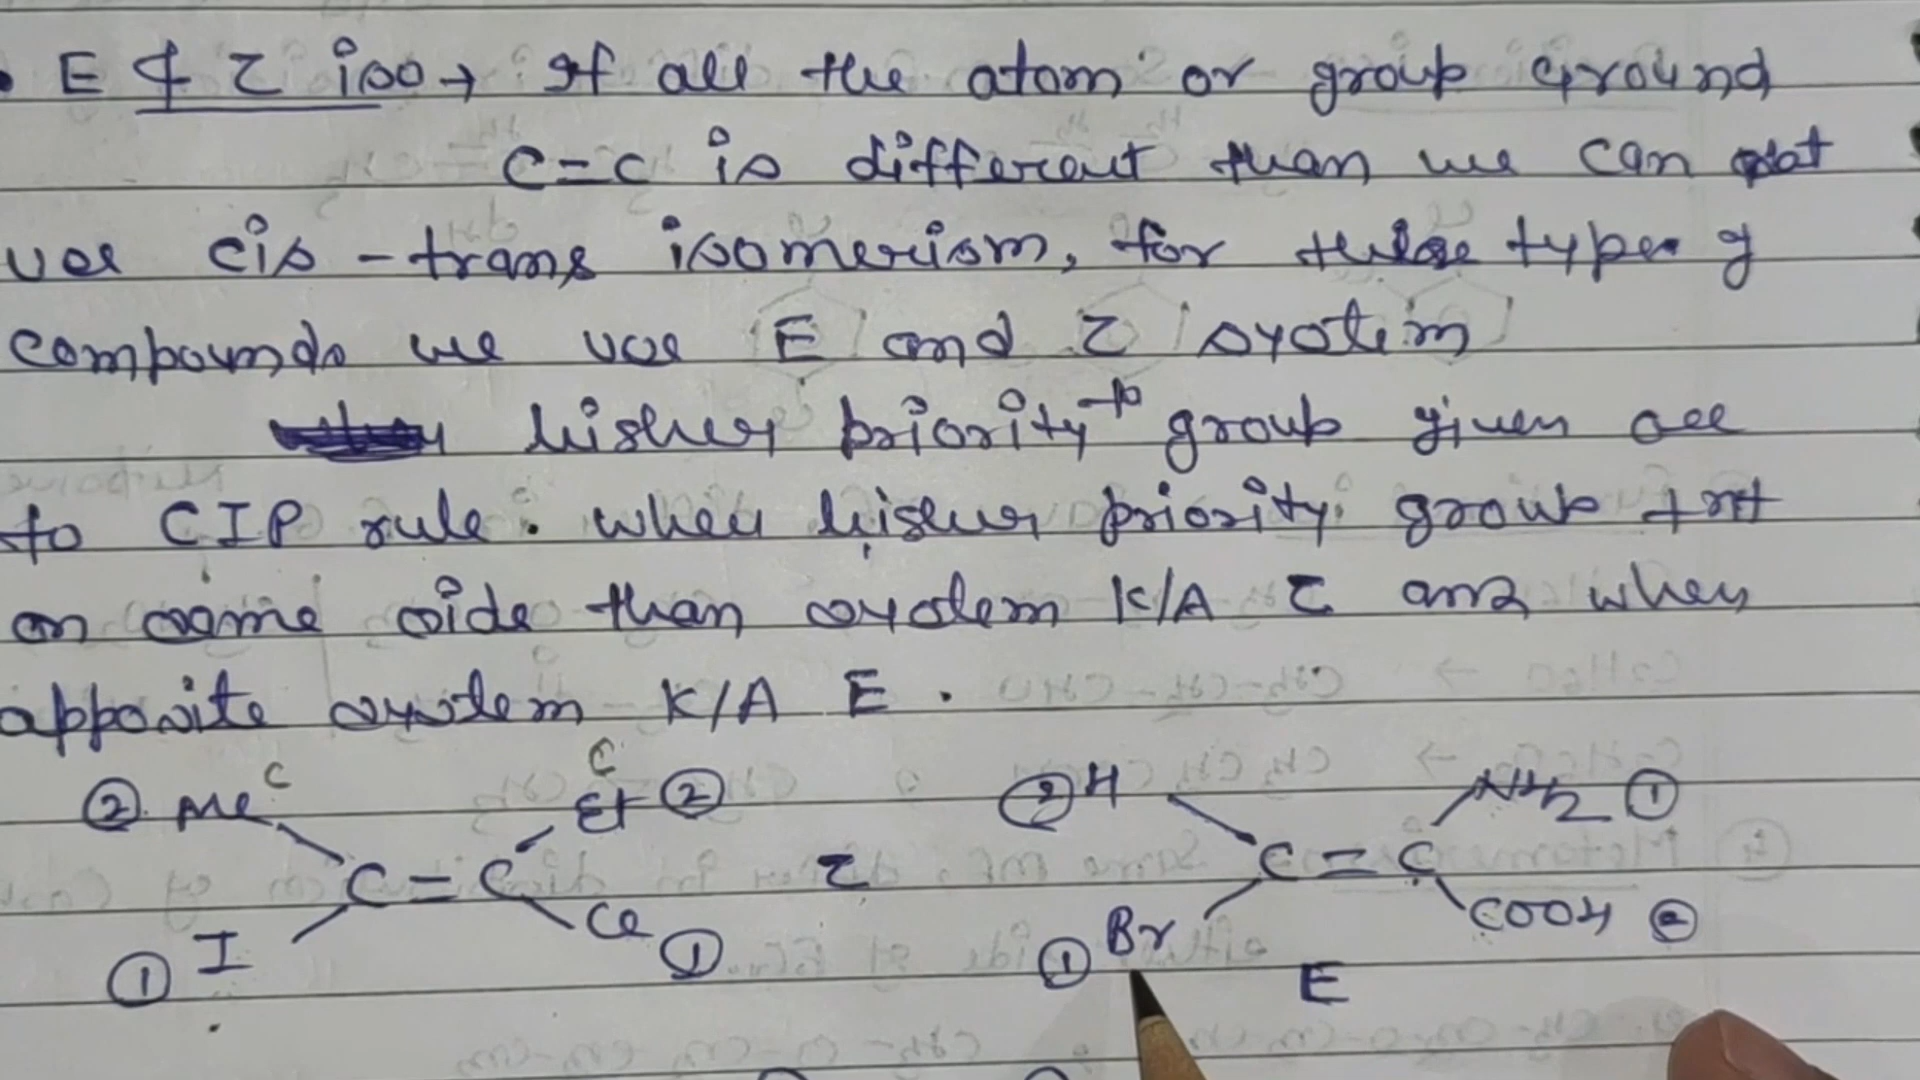 E & Z iso → If all the atom or group around
C=C is different than we can not
use cis-trans isomerism, for these type of
compounds we use E and Z system
higher priority to group given acc
to CIP rule. when higher priority group prst
on same side than system K/A Z and when
opposite system K/A E.
② Me C C Et ②
C=C Z
① I Cl ①
② H NH2 ①
C=C
① Br COOH ②
E